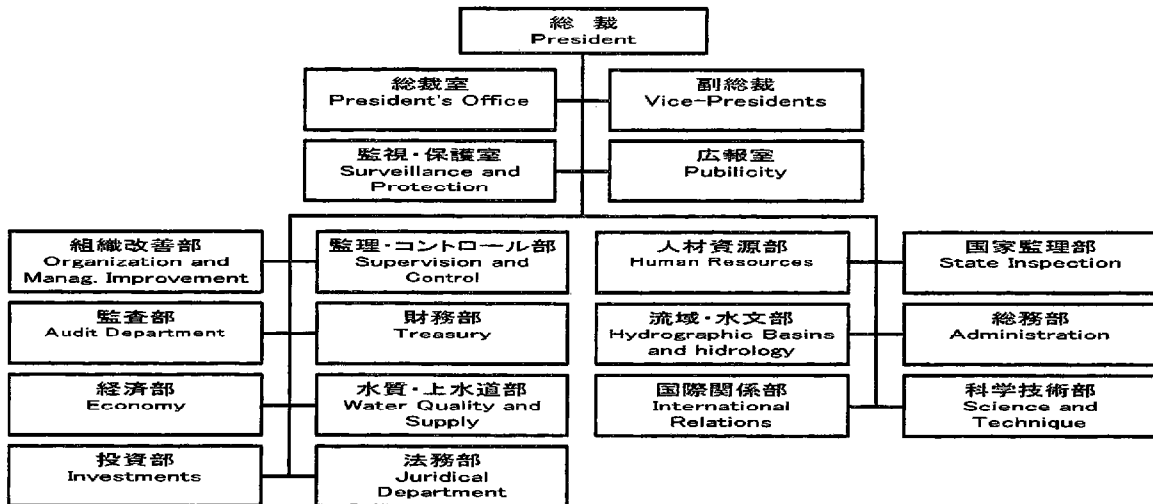 総 裁
President
総裁室
President's Office
副総裁
Vice-Presidents
監視・保護室
Surveillance and
Protection
広報室
Pubilicity
組織改善部
Organization and
Manag. Improvement
監理・コントロール部
Supervision and
Control
人材資源部
Human Resources
国家監理部
State Inspection
監査部
Audit Department
財務部
Treasury
流域・水文部
Hydrographic Basins
and hidrology
総務部
Administration
経済部
Economy
水質・上水道部
Water Quality and
Supply
国際関係部
International
Relations
科学技術部
Science and
Technique
投資部
Investments
法務部
Juridical
Department